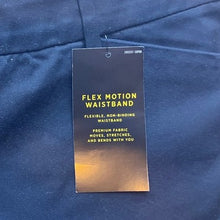 FLEX MOTION
WAISTBAND
FLEXIBLE, NON-BINDING
WAISTBAND
PREMIUM FABRIC
MOVES, STRETCHES,
AND BENDS WITH YOU